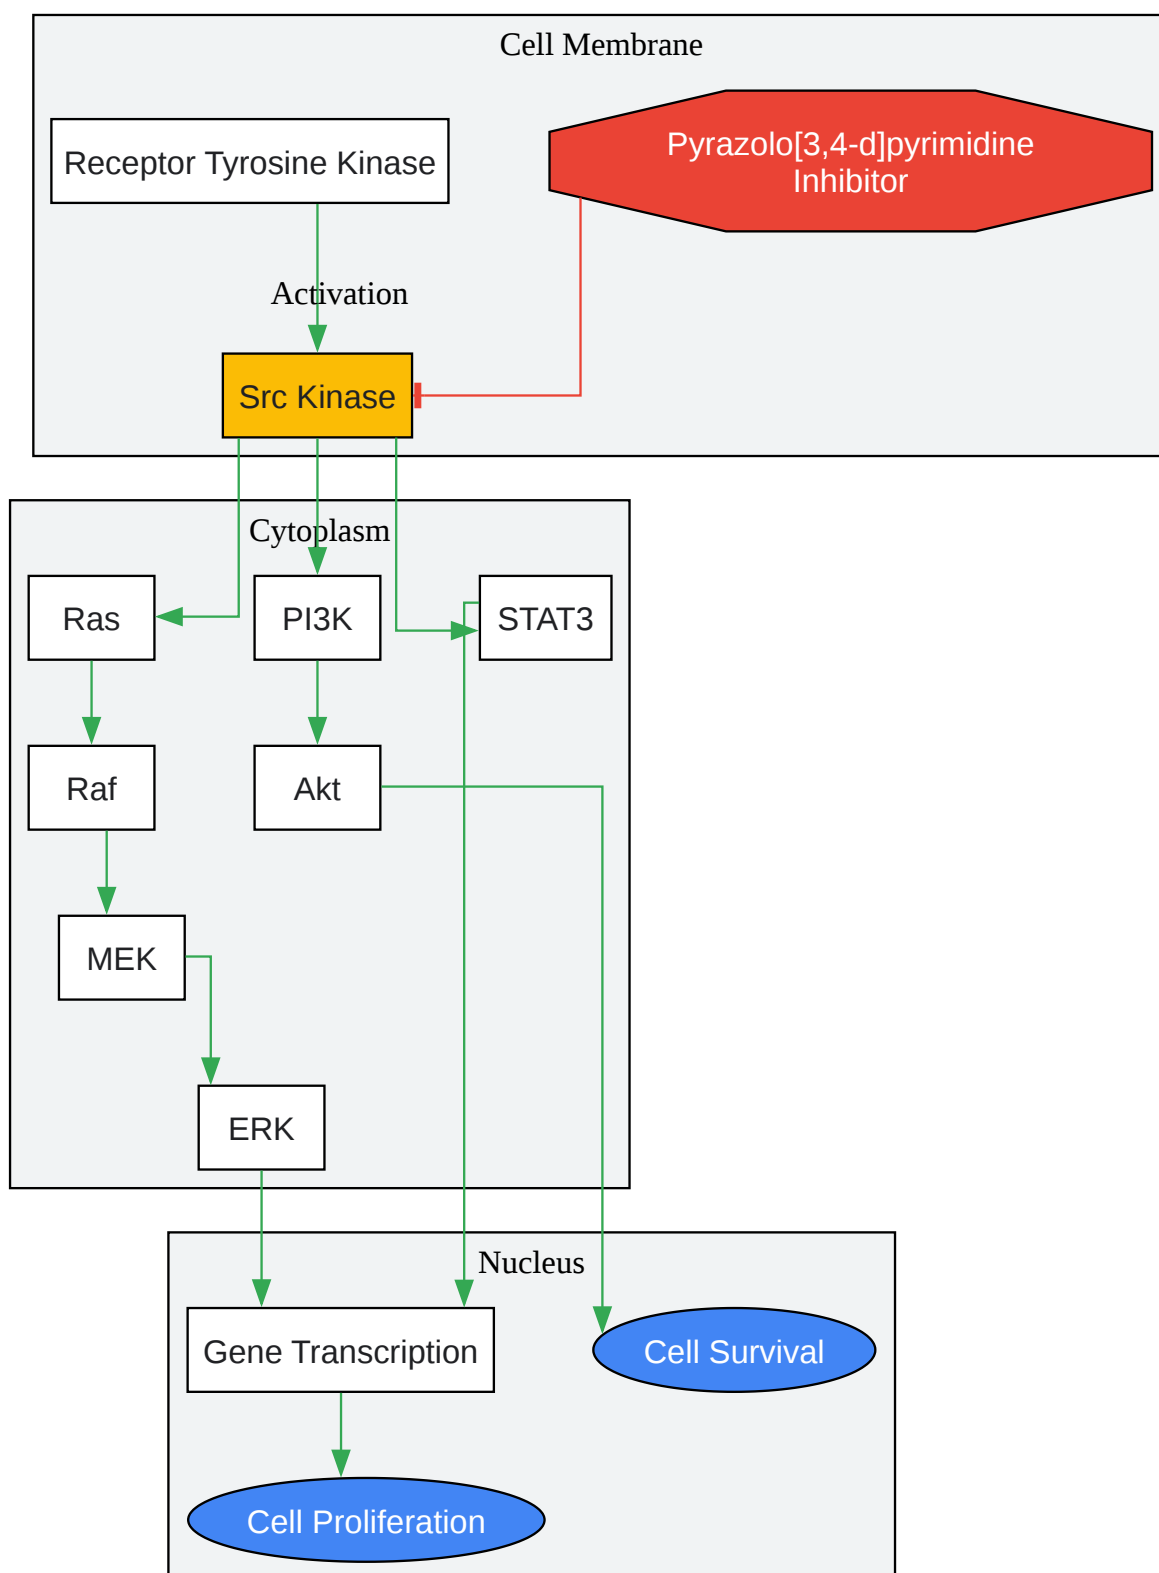 Cell Membrane
Receptor Tyrosine Kinase
Pyrazolo[3,4-d]pyrimidine
Inhibitor
Activation
Src Kinase
Cytoplasm
Ras
PI3K
STAT3
Raf
Akt
MEK
ERK
Nucleus
Gene Transcription
Cell Survival
Cell Proliferation